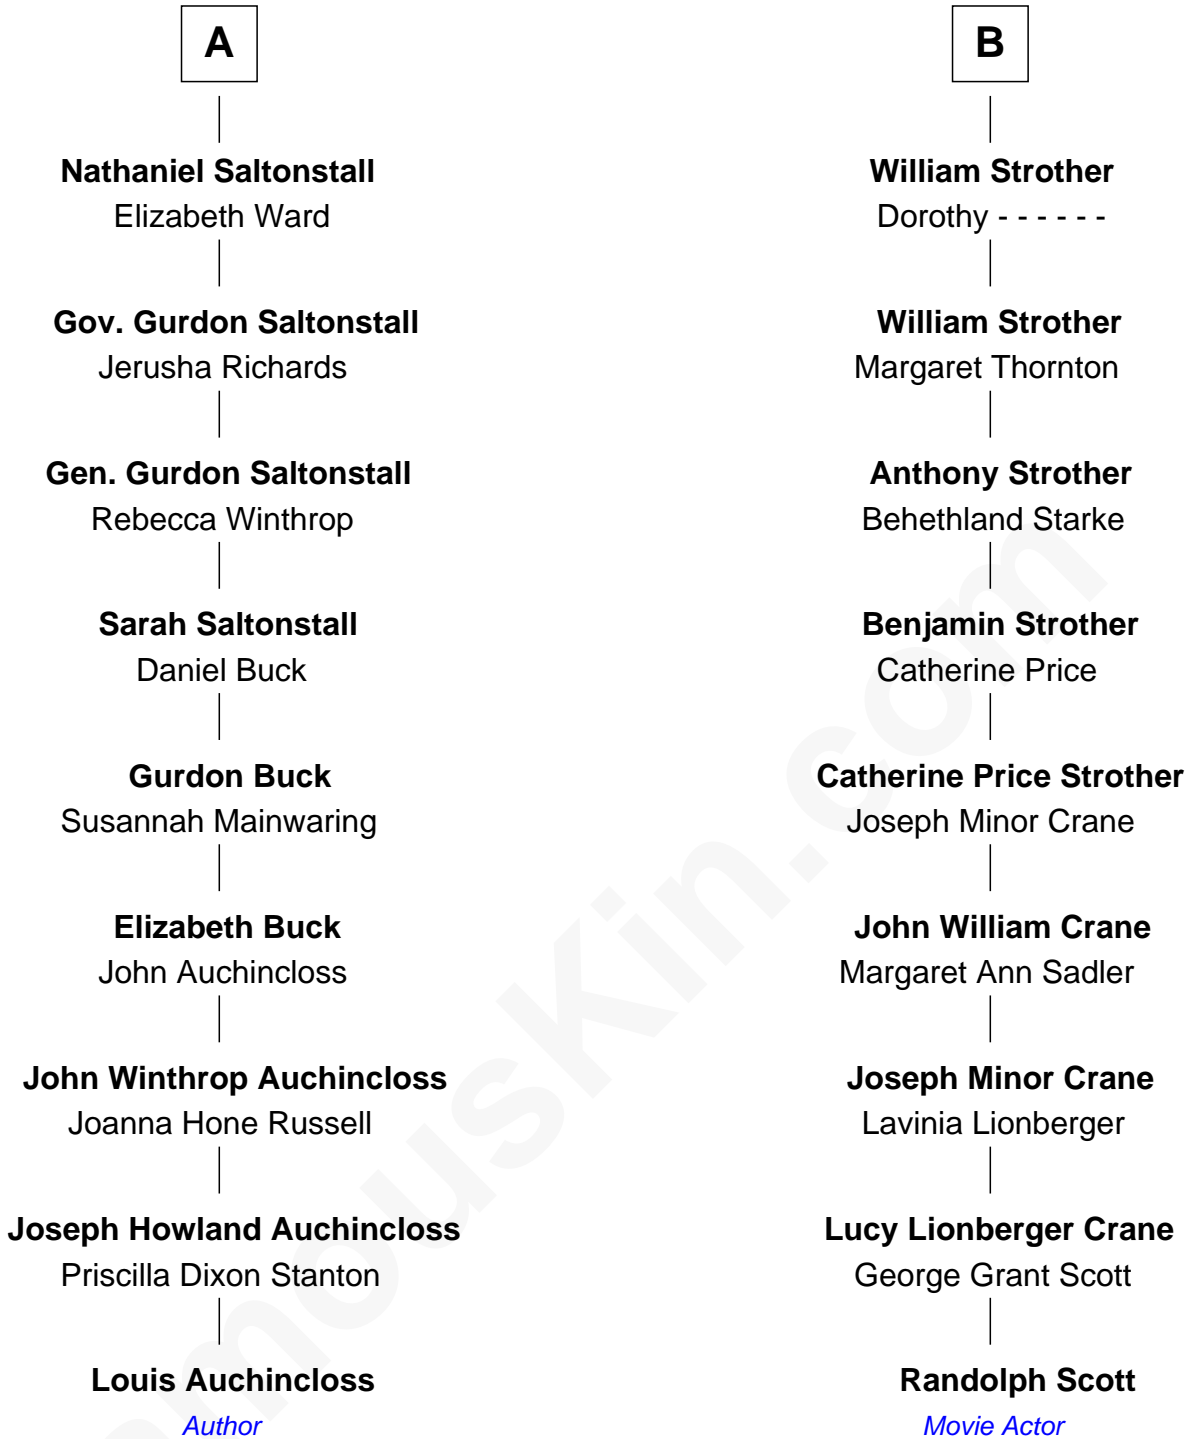 A
Nathaniel Saltonstall
Elizabeth Ward
Gov. Gurdon Saltonstall
Jerusha Richards
Gen. Gurdon Saltonstall
Rebecca Winthrop
Sarah Saltonstall
Daniel Buck
Gurdon Buck
Susannah Mainwaring
Elizabeth Buck
John Auchincloss
John Winthrop Auchincloss
Joanna Hone Russell
Joseph Howland Auchincloss
Priscilla Dixon Stanton
Louis Auchincloss
Author
B
William Strother
Dorothy - - - - - -
William Strother
Margaret Thornton
Anthony Strother
Behethland Starke
Benjamin Strother
Catherine Price
Catherine Price Strother
Joseph Minor Crane
John William Crane
Margaret Ann Sadler
Joseph Minor Crane
Lavinia Lionberger
Lucy Lionberger Crane
George Grant Scott
Randolph Scott
Movie Actor
amouskin.com